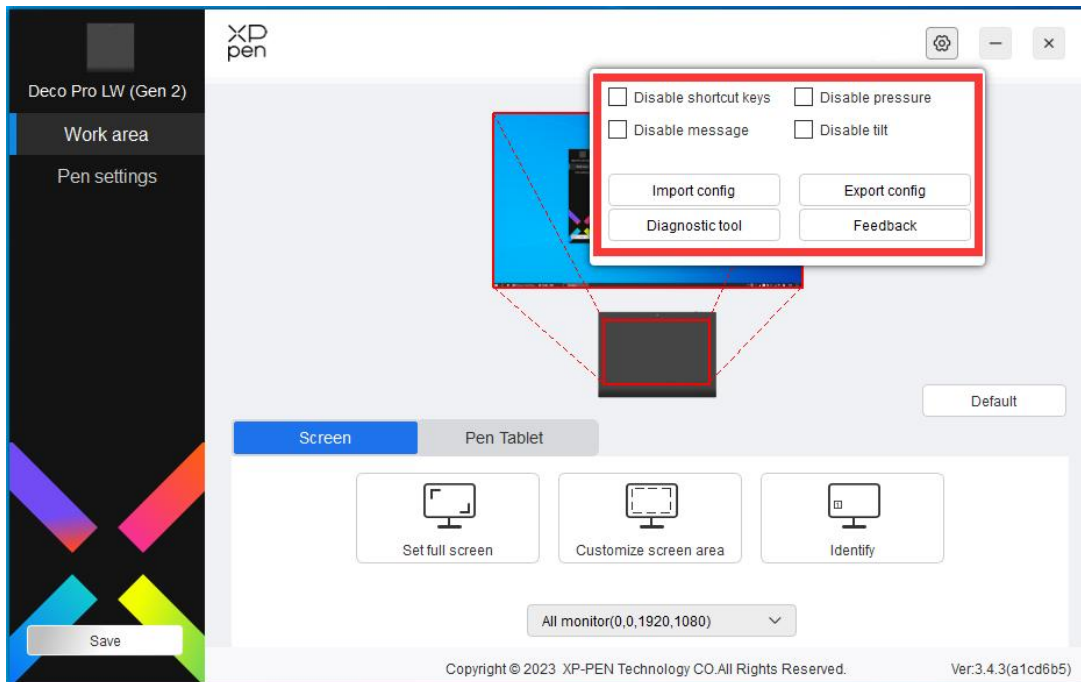 XP
pen
Deco Pro LW (Gen 2)
Work area
Pen settings
Disable shortcut keys Disable pressure
Disable message Disable tilt
Import config Export config
Diagnostic tool Feedback
Default
Screen Pen Tablet
1
Set full screen Customize screen area Identify
All monitor(0,0,1920,1080)
Save
Copyright © 2023 XP-PEN Technology CO.All Rights Reserved. Ver:3.4.3(a1cd6b5)